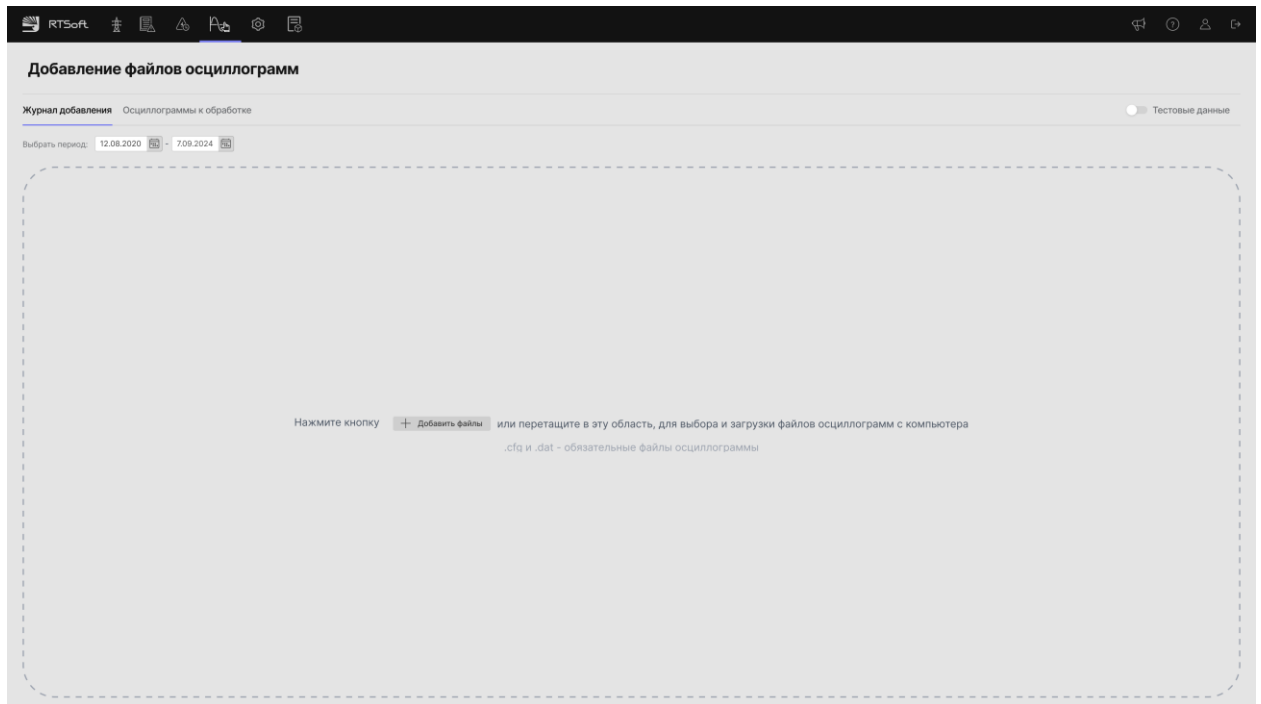 RTSoft
Добавление файлов осциллограмм
Журнал добавления Осциллограммы к обработке Тестовые данные
Выбрать период: 12.08.2020 - 7.09.2024
Нажмите кнопку + Добавить файлы или перетащите в эту область, для выбора и загрузки файлов осциллограмм с компьютера
.cfg и .dat - обязательные файлы осциллограммы